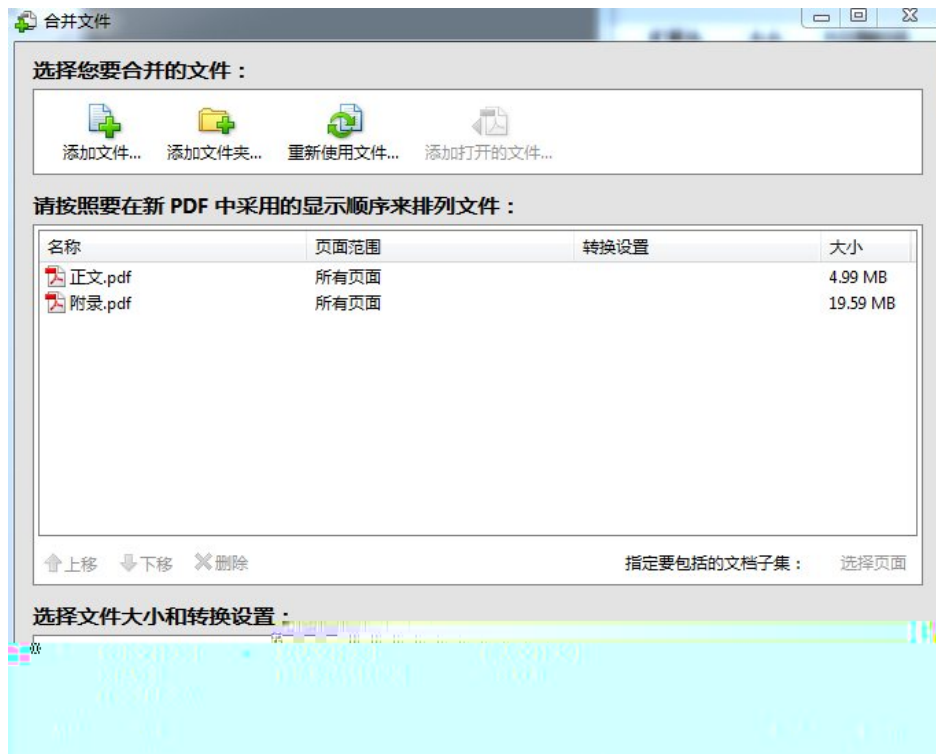 合并文件
选择您要合并的文件：
添加文件... 添加文件夹... 重新使用文件... 添加打开的文件...
请按照要在新 PDF 中采用的显示顺序来排列文件：
名称 页面范围 转换设置 大小
正文.pdf 所有页面 4.99 MB
附录.pdf 所有页面 19.59 MB
上移 下移 删除 指定要包括的文档子集： 选择页面
选择文件大小和转换设置：